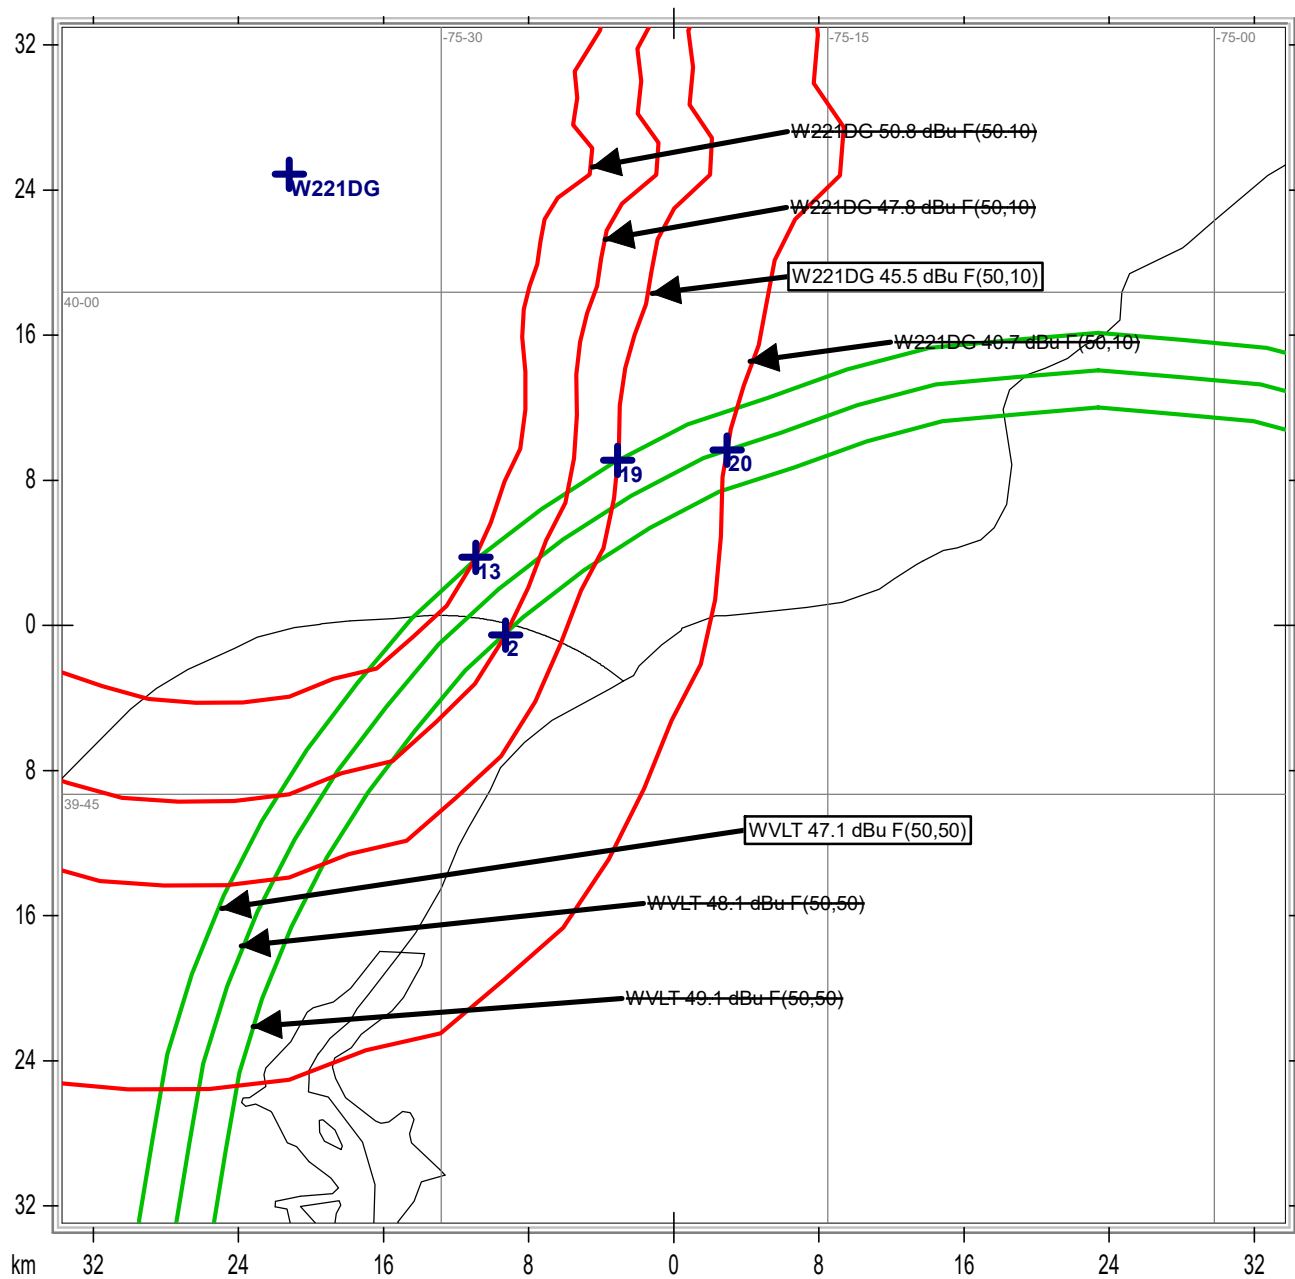 32
24
16
8
0
8
16
24
32
-75-30
-75-15
-75-00
40-00
39-45
W221DG
W221DG 50.8 dBu F(50.10)
W221DG 47.8 dBu F(50,10)
W221DG 45.5 dBu F(50,10)
W221DG 40.7 dBu F(50,10)
19
20
13
2
WVLT 47.1 dBu F(50,50)
WVLT 48.1 dBu F(50,50)
WVLT 49.1 dBu F(50,50)
km 32 24 16 8 0 8 16 24 32